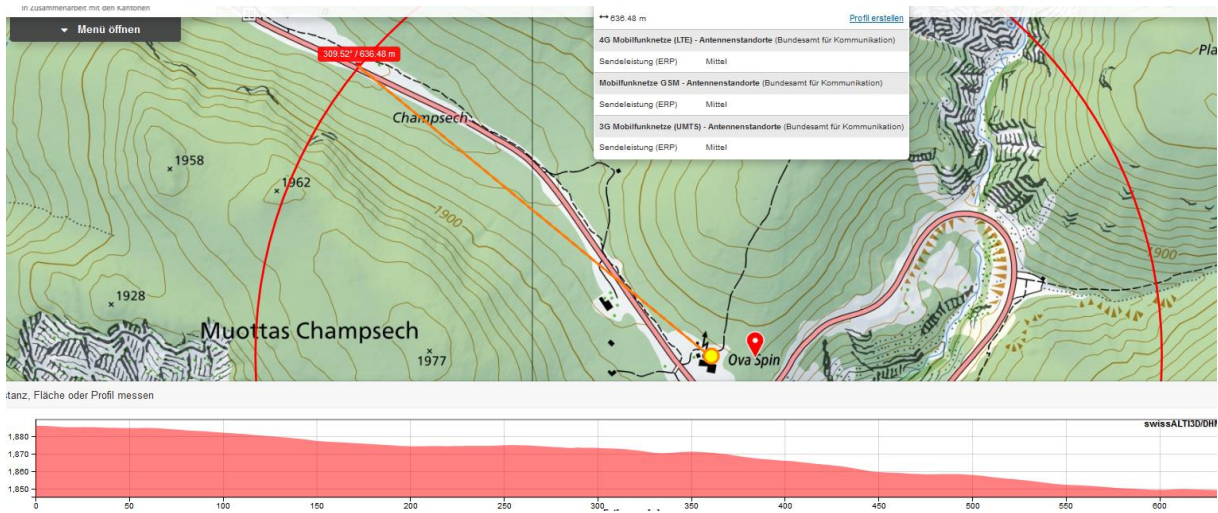 in Zusammenarbeit mit den Kantonen
Menü öffnen
636.48 m Profil erstellen
4G Mobilfunknetze (LTE) - Antennenstandorte (Bundesamt für Kommunikation)
Sendeleistung (ERP) Mittel
Mobilfunknetze GSM - Antennenstandorte (Bundesamt für Kommunikation)
Sendeleistung (ERP) Mittel
3G Mobilfunknetze (UMTS) - Antennenstandorte (Bundesamt für Kommunikation)
Sendeleistung (ERP) Mittel
309.52° / 636.48 m
Pla
Champsech
1958
1962
1900
1900
1928
Muottas Champsech
1977
Ova Spin
tanz, Fläche oder Profil messen
swissALTI3D/DHM
1,880
1,870
1,860
1,850
0 50 100 150 200 250 300 350 400 450 500 550 600